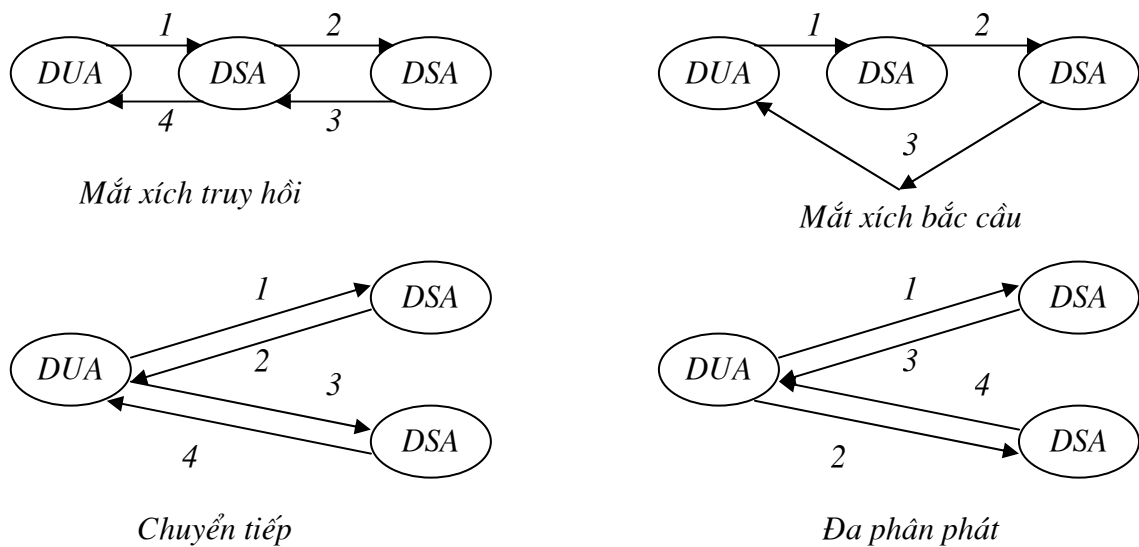 1 2 1 2
DUA DSA DSA DUA DSA DSA
4 3 3
Mắt xích truy hồi
Mắt xích bắc cầu
1 DSA 1 DSA
2 3
DUA DUA
3 4
DSA DSA
4 2
Chuyển tiếp Đa phân phát